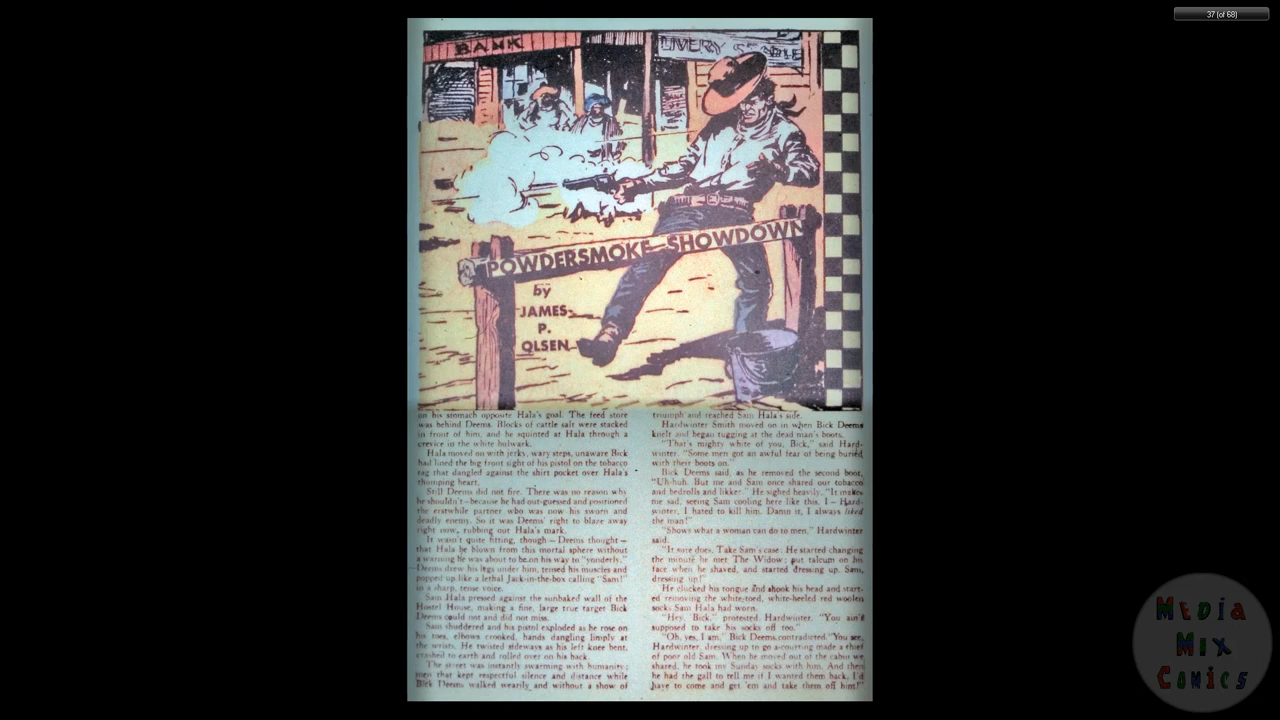 37 (of 68)
BANK
LIVERY STABLE
POWDERSMOKE SHOWDOWN
by
JAMES
P.
OLSEN
on his stomach opposite Hala's goal. The feed store
was behind Deems. Blocks of cattle salt were stacked
in front of him, and he squinted at Hala through a
crevice in the white bulwark.
Hala moved on with jerky, wary steps, unaware Bick
had lined the big front sight of his pistol on the tobacco
tag that dangled against the shirt pocket over Hala's
thumping heart.
Still Deems did not fire. There was no reason why
he shouldn't—because he had out-guessed and positioned
the erstwhile partner who was now his sworn and
deadly enemy. So it was Deems' right to blaze away
right now, rubbing out Hala's mark.
It wasn't quite fitting, though—Deems thought—
that Hala be blown from this mortal sphere without
a warning he was about to be on his way to "yonderly."
Deems drew his legs under him, tensed his muscles and
popped up like a lethal Jack-in-the-box calling "Sam!"
in a sharp, tense voice.
Sam Hala pressed against the sunbaked wall of the
Hostel House, making a fine, large true target Bick
Deems could not and did not miss.
Sam shuddered and his pistol exploded as he rose on
his toes, elbows crooked, hands dangling limply at
the wrists. He twisted sideways as his left knee bent,
crashed to earth and rolled over on his back.
The street was instantly swarming with humanity;
men that kept respectful silence and distance while
Bick Deems walked wearily and without a show of
triumph and reached Sam Hala's side.
Hardwinter Smith moved on in when Bick Deems
knelt and began tugging at the dead man's boots.
"That's mighty white of you, Bick," said Hard-
winter. "Some men got an awful fear of being buried
with their boots on."
Bick Deems said, as he removed the second boot,
"Uh-huh. But me and Sam once shared our tobacco
and bedrolls and likker." He sighed heavily. "It makes
me sad, seeing Sam cooling here like this. I—Hard-
winter, I hated to kill him. Damn it, I always liked
the man!"
"Shows what a woman can do to men," Hardwinter
said.
"It sure does. Take Sam's case: He started changing
the minute he met The Widow; put talcum on his
face when he shaved, and started dressing up. Sam,
dressing up!"
He clucked his tongue and shook his head and start-
ed removing the white-toed, white-heeled red woolen
socks Sam Hala had worn.
"Hey, Bick," protested Hardwinter. "You ain't
supposed to take his socks off too."
"Oh, yes, I am," Bick Deems contradicted. "You see,
Hardwinter, dressing up to go a-courting made a thief
of poor old Sam. When he moved out of the cabin we
shared, he took my Sunday socks with him. And then
he had the gall to tell me if I wanted them back, I'd
have to come and get 'em and take them off him!"
MEDIA
MIX
COMICS